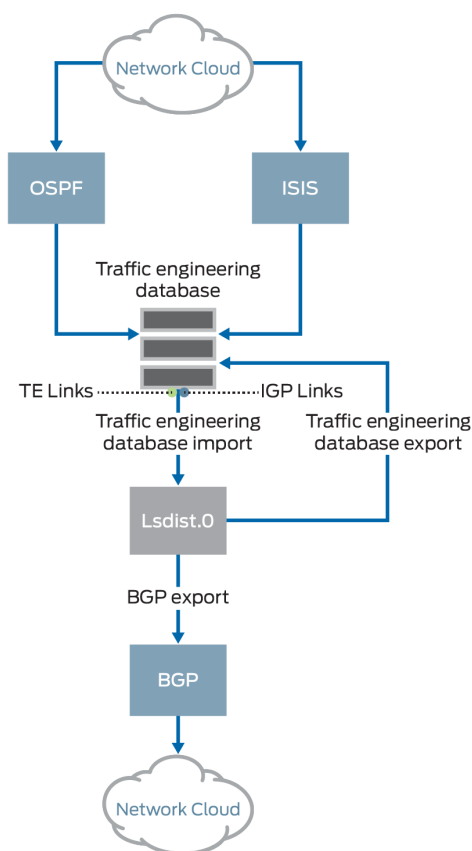 Network Cloud
OSPF
ISIS
Traffic engineering
database
TE Links
IGP Links
Traffic engineering
database import
Traffic engineering
database export
Lsdist.0
BGP export
BGP
Network Cloud